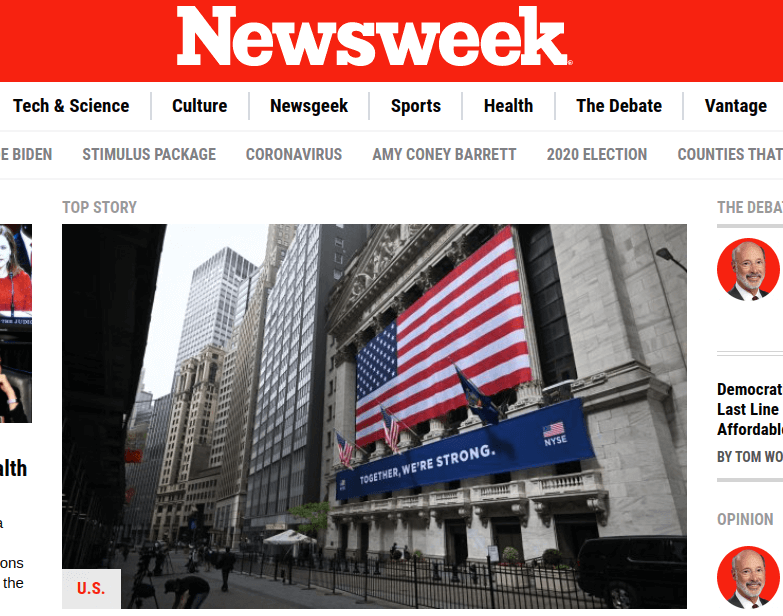 Newsweek
Tech & Science
Culture
Newsgeek
Sports
Health
The Debate
Vantage
E BIDEN
STIMULUS PACKAGE
CORONAVIRUS
AMY CONEY BARRETT
2020 ELECTION
COUNTIES THAT
TOP STORY
THE DEBA
THE JUDI
TOGETHER, WE'RE STRONG.
NYSE
U.S.
alth
a
ons
the
Democrat
Last Line
Affordabl
BY TOM WO
OPINION